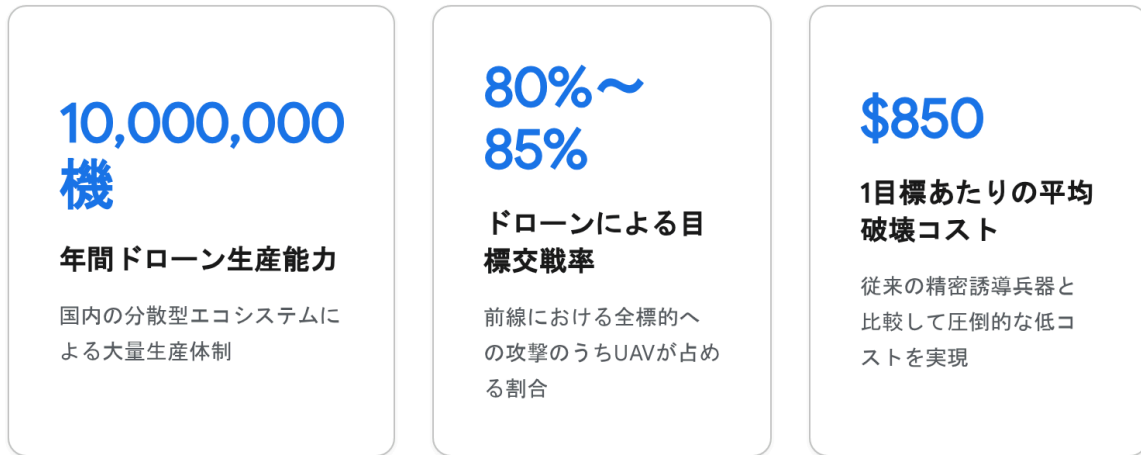 10,000,000
機
年間ドローン生産能力
国内の分散型エコシステムに
よる大量生産体制
80%〜
85%
ドローンによる目
標交戦率
前線における全標的へ
の攻撃のうちUAVが占め
る割合
$850
1目標あたりの平均
破壊コスト
従来の精密誘導兵器と
比較して圧倒的な低コ
ストを実現